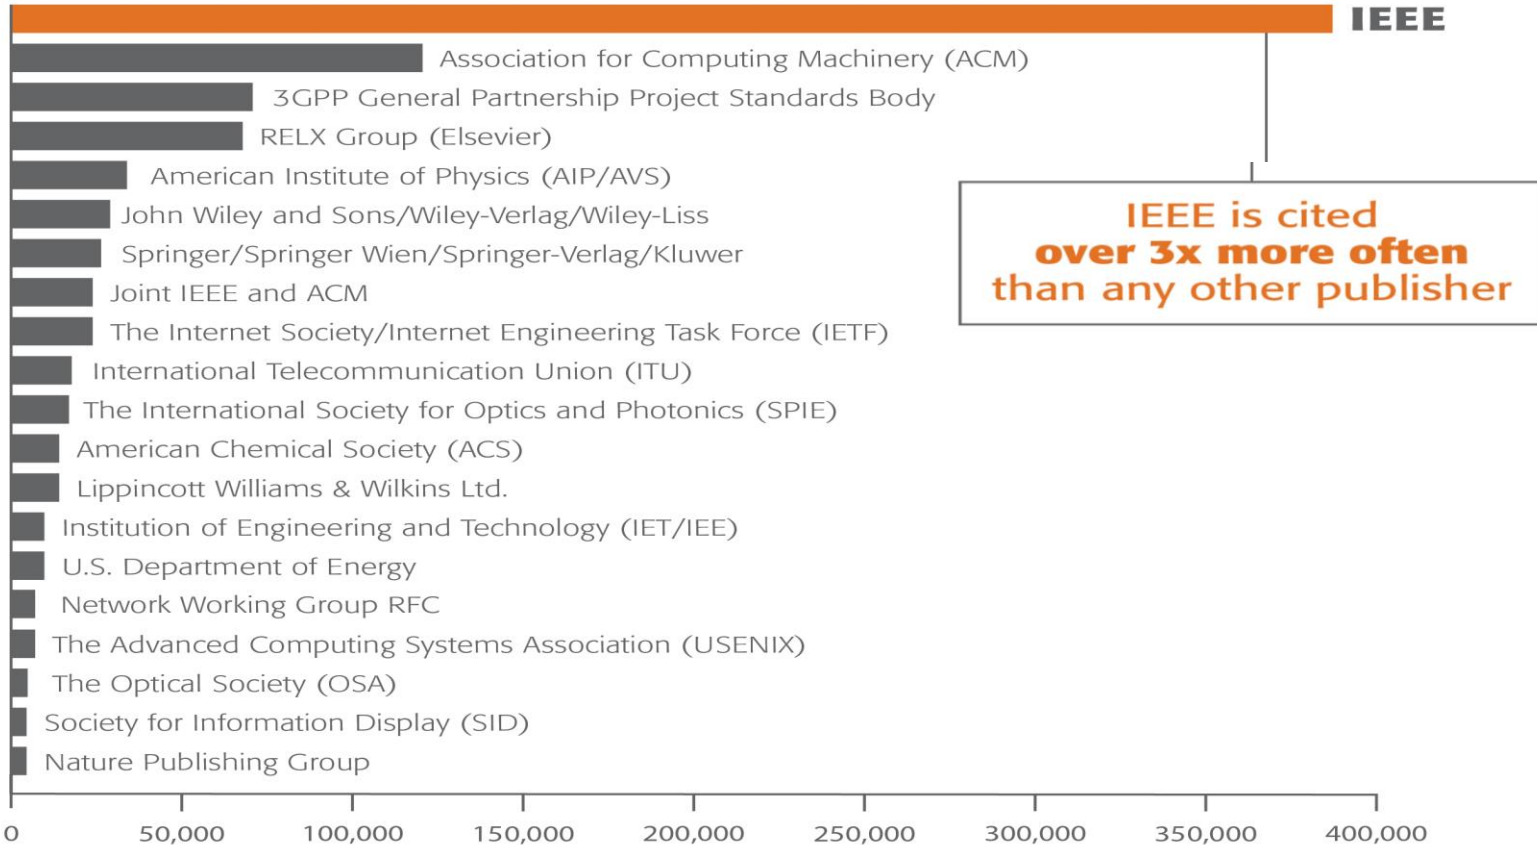 IEEE
Association for Computing Machinery (ACM)
3GPP General Partnership Project Standards Body
RELX Group (Elsevier)
American Institute of Physics (AIP/AVS)
John Wiley and Sons/Wiley-Verlag/Wiley-Liss
Springer/Springer Wien/Springer-Verlag/Kluwer
Joint IEEE and ACM
The Internet Society/Internet Engineering Task Force (IETF)
International Telecommunication Union (ITU)
The International Society for Optics and Photonics (SPIE)
American Chemical Society (ACS)
Lippincott Williams & Wilkins Ltd.
Institution of Engineering and Technology (IET/IEE)
U.S. Department of Energy
Network Working Group RFC
The Advanced Computing Systems Association (USENIX)
The Optical Society (OSA)
Society for Information Display (SID)
Nature Publishing Group
IEEE is cited
over 3x more often
than any other publisher
0 50,000 100,000 150,000 200,000 250,000 300,000 350,000 400,000